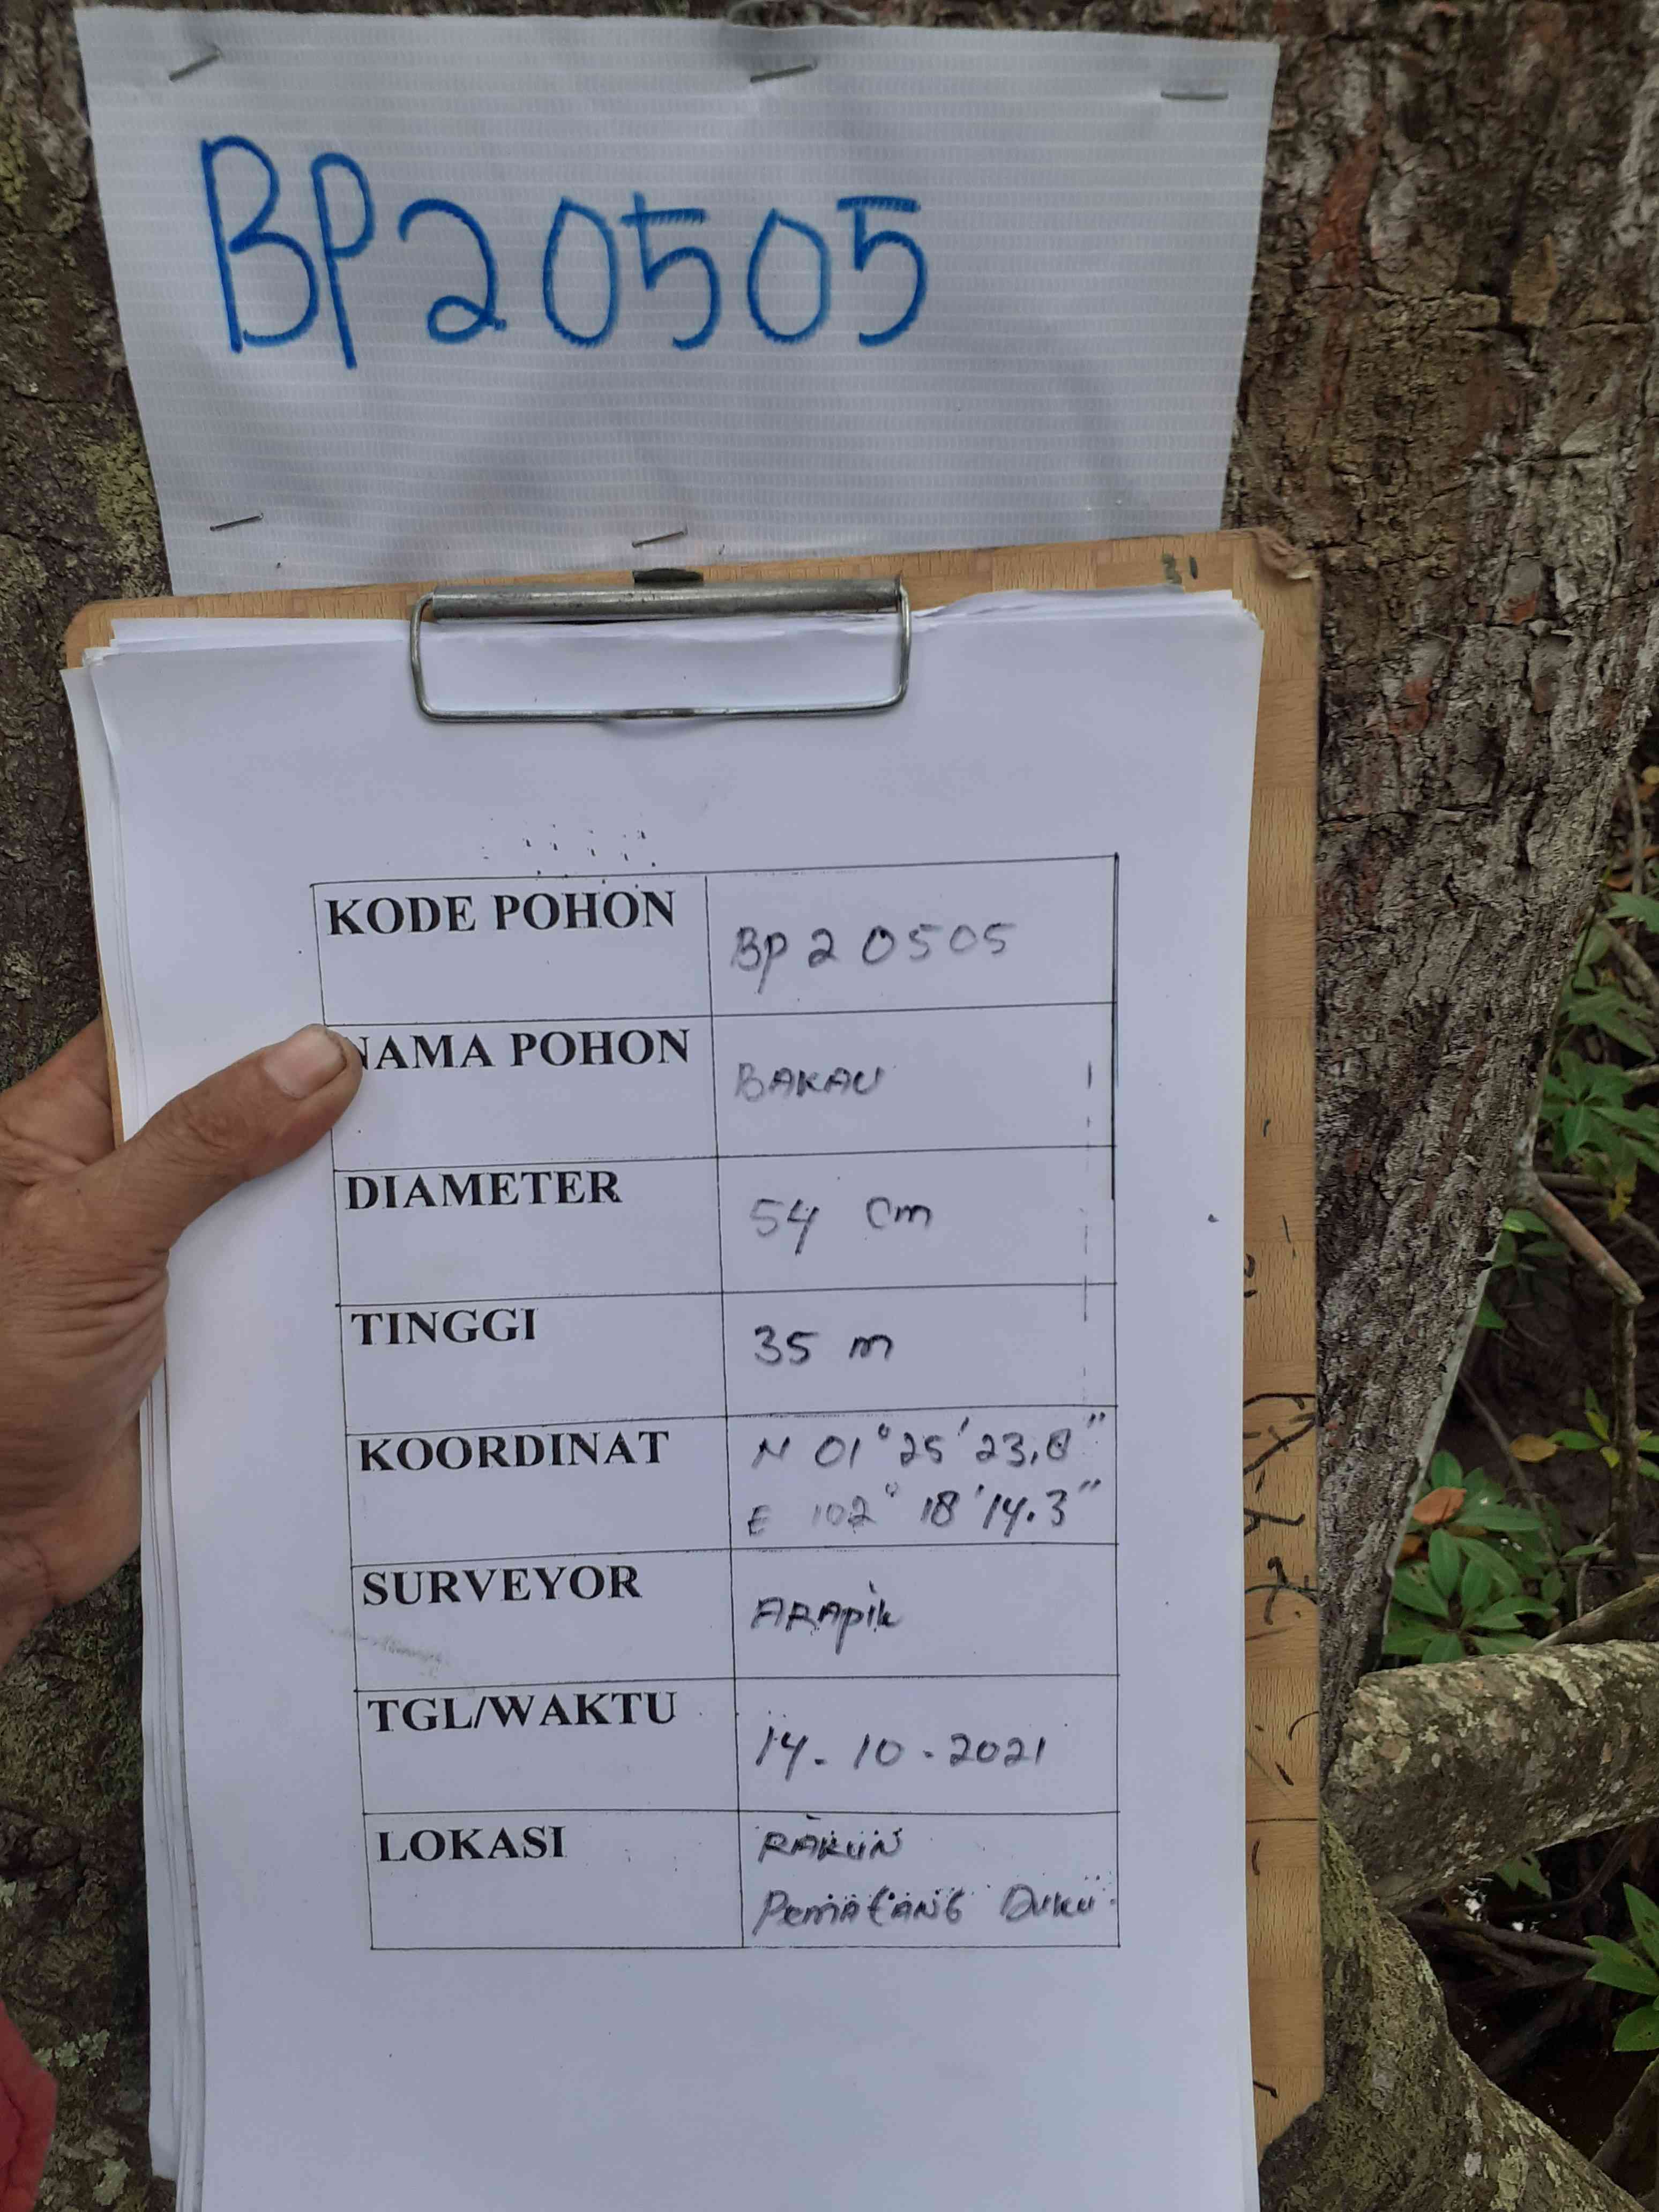 BP20505
KODE POHON
BP20505
NAMA POHON
BAKAU
DIAMETER
54 cm
TINGGI
35 m
KOORDINAT
N 01° 25' 23,8"
E 102° 18' 14.3"
SURVEYOR
ARApik
TGL/WAKTU
14-10-2021
LOKASI
RAKUN
PemAtANG Duku